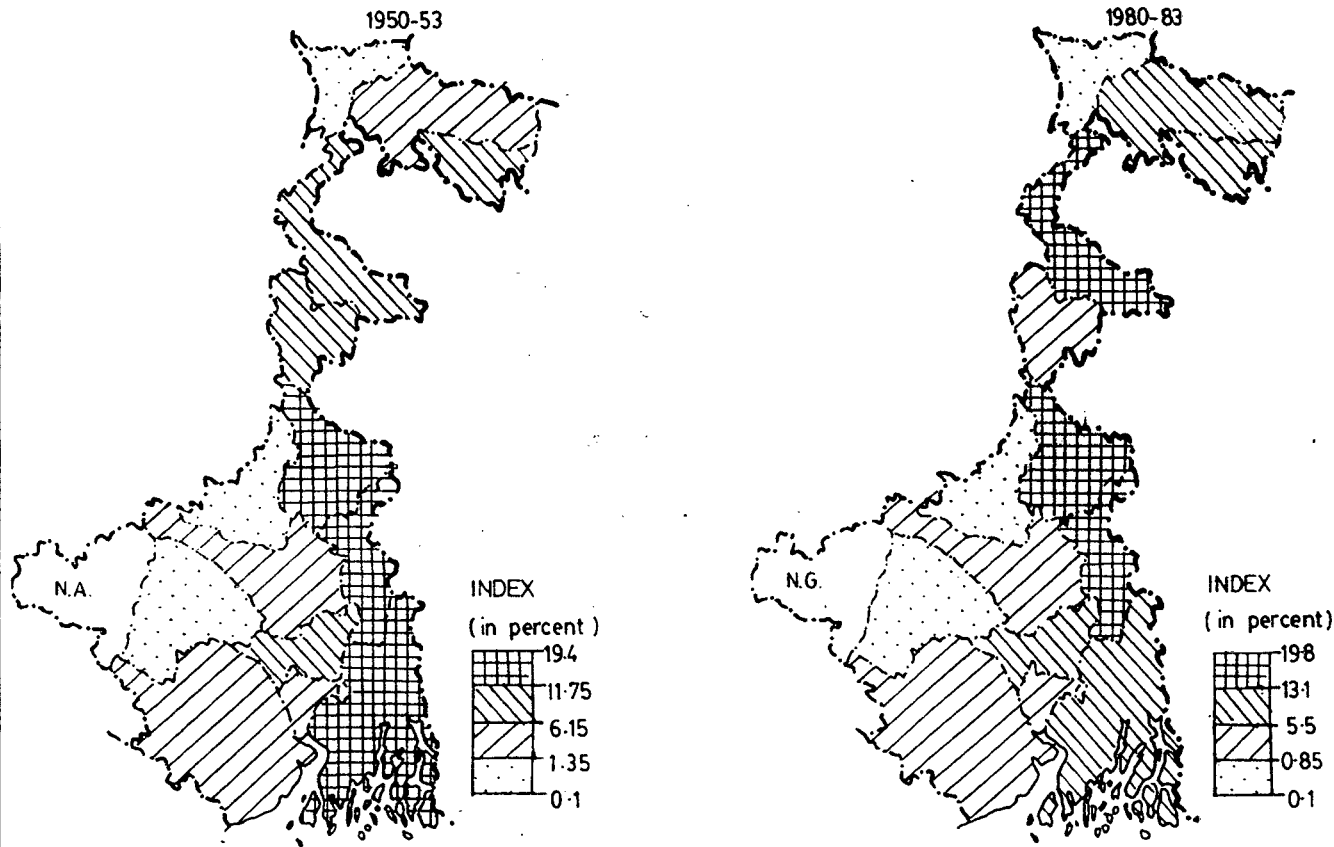 1950-53
N.A.
INDEX
(in percent)
19.4
11.75
6.15
1.35
0.1
1980-83
N.G.
INDEX
(in percent)
19.8
13.1
5.5
0.85
0.1